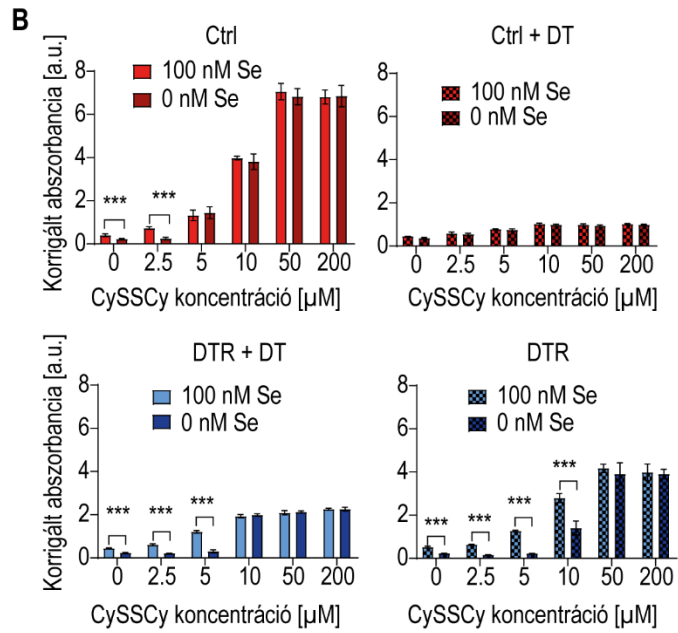 B
Ctrl
Korrigált abszorbancia [a.u.]
8
6
4
2
0
100 nM Se
0 nM Se
***
***
0 2.5 5 10 50 200
CySSCy koncentráció [µM]
Ctrl + DT
8
6
4
2
0
100 nM Se
0 nM Se
0 2.5 5 10 50 200
CySSCy koncentráció [µM]
DTR + DT
Korrigált abszorbancia [a.u.]
8
6
4
2
0
100 nM Se
0 nM Se
***
***
***
0 2.5 5 10 50 200
CySSCy koncentráció [µM]
DTR
8
6
4
2
0
100 nM Se
0 nM Se
***
***
***
***
0 2.5 5 10 50 200
CySSCy koncentráció [µM]